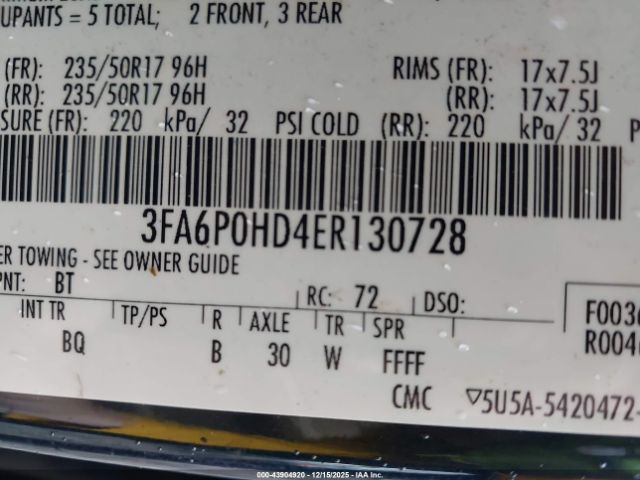 UPANTS = 5 TOTAL; 2 FRONT, 3 REAR
(FR): 235/50R17 96H RIMS (FR): 17x7.5J
(RR): 235/50R17 96H (RR): 17x7.5J
SURE (FR): 220 kPa/ 32 PSI COLD (RR): 220 kPa/ 32
3FA6P0HD4ER130728
ER TOWING - SEE OWNER GUIDE
PNT: BT RC: 72 DSO:
INT TR TP/PS R AXLE TR SPR
BQ B 30 W FFFF
F0036
R0046
CMC ▽5U5A-5420472-
000-43904920 - 12/15/2025 - IAA Inc.